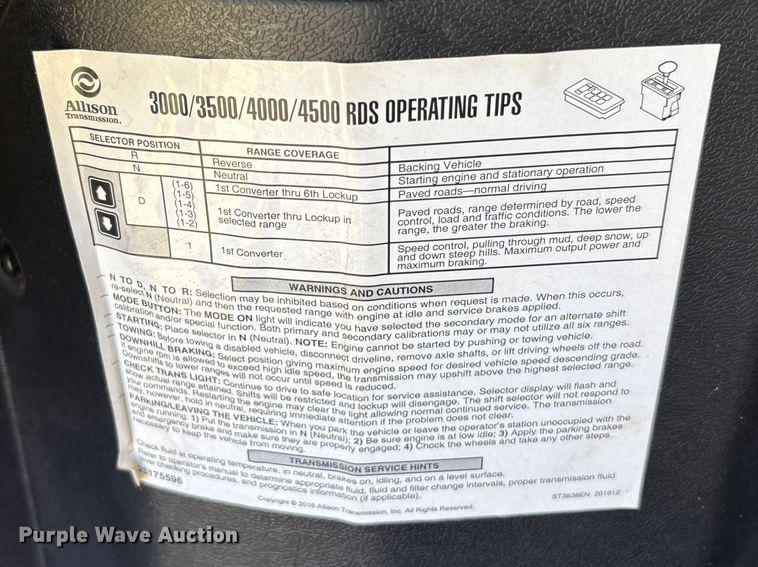 Allison
Transmission.
3000/3500/4000/4500 RDS OPERATING TIPS
SELECTOR POSITION RANGE COVERAGE
R Reverse Backing Vehicle
N Neutral Starting engine and stationary operation
D (1-6) 1st Converter thru 6th Lockup Paved roads—normal driving
(1-5)
(1-4)
(1-3)
(1-2)
1st Converter thru Lockup in
selected range
Paved roads, range determined by road, speed
control, load and traffic conditions. The lower the
range, the greater the braking.
1 1st Converter
Speed control, pulling through mud, deep snow, up
and down steep hills. Maximum output power and
maximum braking.
WARNINGS AND CAUTIONS
N TO D, N TO R: Selection may be inhibited based on conditions when request is made. When this occurs,
re-select N (Neutral) and then the requested range with engine at idle and service brakes applied.
MODE BUTTON: The MODE ON light will indicate you have selected the secondary mode for an alternate shift
calibration and/or special function. Both primary and secondary calibrations may or may not utilize all six ranges.
STARTING: Place selector in N (Neutral). NOTE: Engine cannot be started by pushing or towing vehicle.
TOWING: Before towing a disabled vehicle, disconnect driveline, remove axle shafts, or lift driving wheels off the road.
DOWNHILL BRAKING: Select position giving maximum engine speed for desired vehicle speed descending grade.
If engine rpm is allowed to exceed high idle speed, the transmission may upshift above the highest selected range.
Downshifts to lower ranges will not occur until speed is reduced.
CHECK TRANS LIGHT: Continue to drive to safe location for service assistance. Selector display will flash and
show actual range attained. Shifts will be restricted and lockup will disengage. The shift selector will not respond to
your commands. Restarting the engine may clear the light allowing normal continued service. The transmission
may, however, hold in neutral, requiring immediate attention if the problem does not clear.
PARKING/LEAVING THE VEHICLE: When you park the vehicle or leave the operator's station unoccupied with the
engine running: 1) Put the transmission in N (Neutral); 2) Be sure engine is at low idle; 3) Apply the parking brakes
and emergency brake and make sure they are properly engaged; 4) Chock the wheels and take any other steps
necessary to keep the vehicle from moving.
TRANSMISSION SERVICE HINTS
Check fluid at operating temperature, in neutral, brakes on, idling, and on a level surface.
Refer to operator's manual to determine appropriate fluid, fluid and filter change intervals, proper transmission fluid
level checking procedures, and prognostics information (if applicable).
175596
Copyright © 2016 Allison Transmission, Inc. All Rights Reserved.
ST3636EN, 201612
Purple Wave Auction